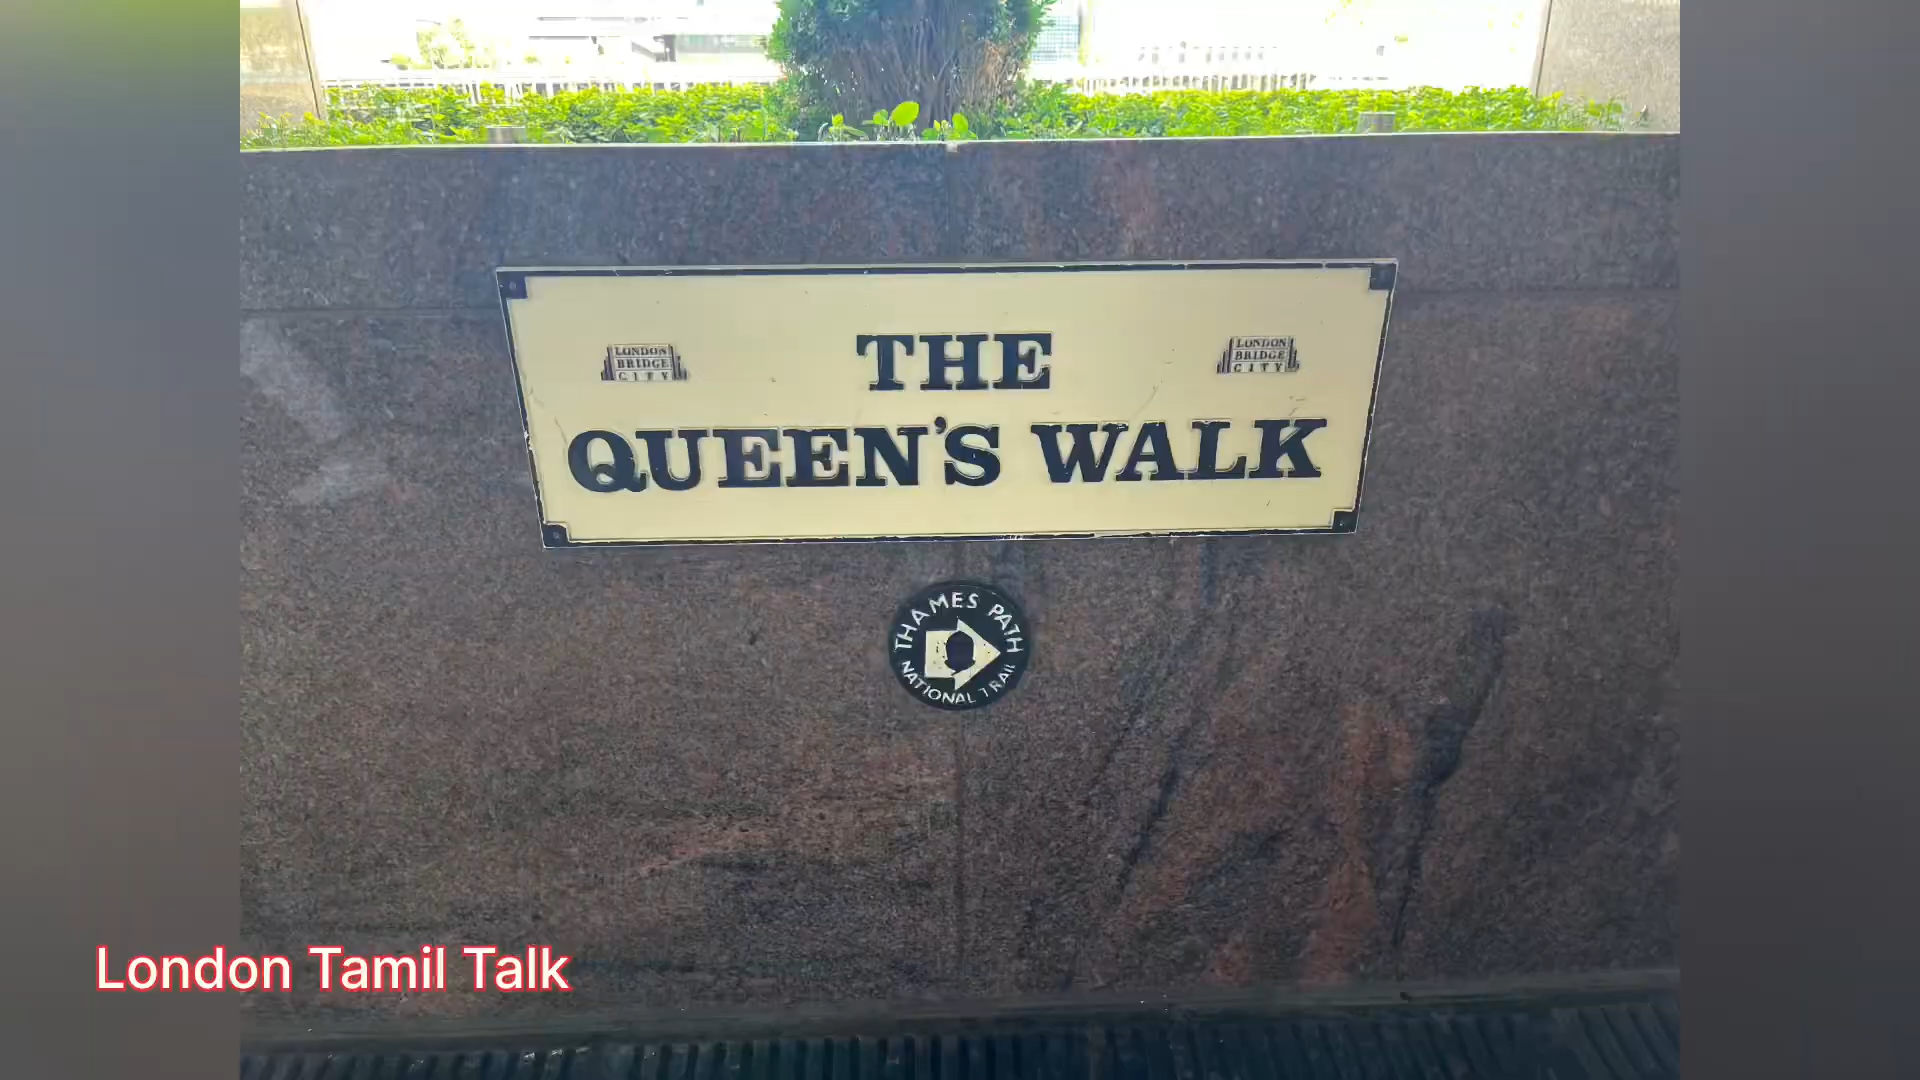 LONDON
BRIDGE
CITY
THE
LONDON
BRIDGE
CITY
QUEEN'S WALK
THAMES PATH
NATIONAL TRAIL
London Tamil Talk